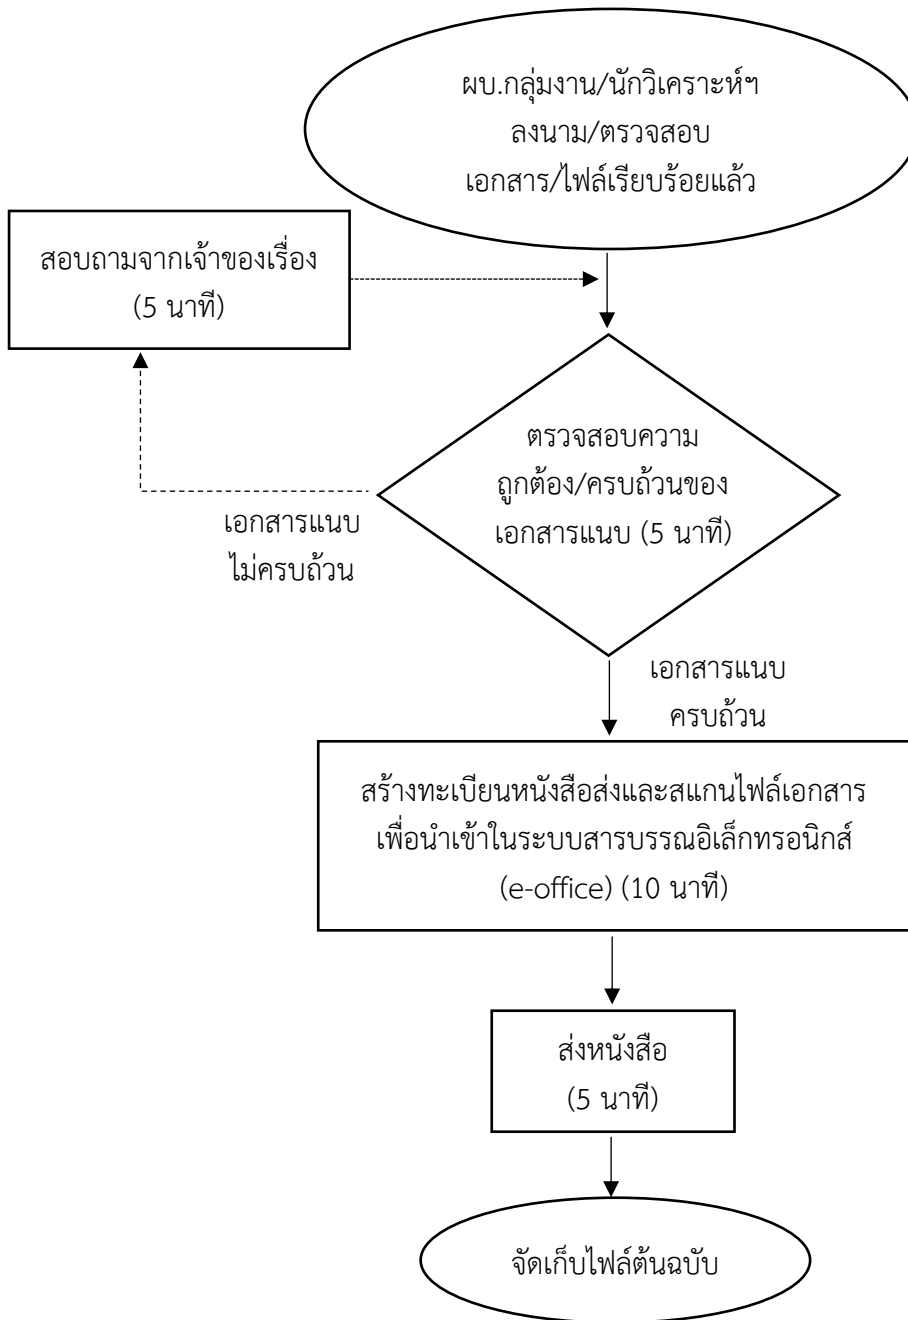 ผบ.กลุ่มงาน/นักวิเคราะห์ฯ
ลงนาม/ตรวจสอบ
เอกสาร/ไฟล์เรียบร้อยแล้ว
สอบถามจากเจ้าของเรื่อง
(5 นาที)
ตรวจสอบความ
ถูกต้อง/ครบถ้วนของ
เอกสารแนบ (5 นาที)
เอกสารแนบ
ไม่ครบถ้วน
เอกสารแนบ
ครบถ้วน
สร้างทะเบียนหนังสือส่งและสแกนไฟล์เอกสาร
เพื่อนำเข้าในระบบสารบรรณอิเล็กทรอนิกส์
(e-office) (10 นาที)
ส่งหนังสือ
(5 นาที)
จัดเก็บไฟล์ต้นฉบับ